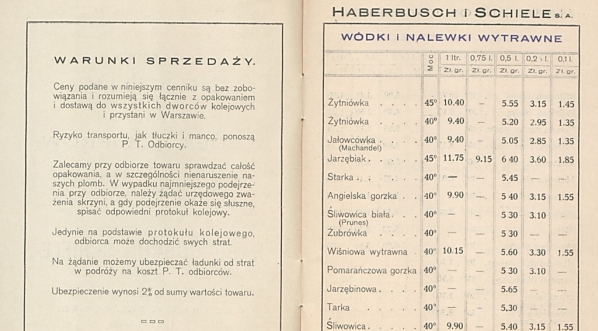 WARUNKI SPRZEDAŻY.
Ceny podane w niniejszym cenniku są bez zobo-
wiązania i rozumieją się łącznie z opakowaniem
i dostawą do wszystkich dworców kolejowych
i przystani w Warszawie.
Ryzyko transportu, jak tłuczki i manco, ponoszą
P. T. Odbiorcy.
Zalecamy przy odbiorze towaru sprawdzać całość
opakowania, a w szczególności nienaruszenie na-
szych plomb. W wypadku najmniejszego podejrze-
nia przy odbiorze, należy żądać urzędowego zwa-
żenia skrzyni, a gdy podejrzenie okaże się słuszne,
spisać odpowiedni protokuł kolejowy.
Jedynie na podstawie protokułu kolejowego,
odbiorca może dochodzić swych strat.
Na żądanie możemy ubezpieczać ładunki od strat
w podróży na koszt P. T. odbiorców.
Ubezpieczenie wynosi 2% od sumy wartości towaru.
HABERBUSCH i SCHIELE S. A.
WÓDKI I NALEWKI WYTRAWNE
Moc 1 ltr. 0,75 l. 0,5 l. 0,2 l. 0,1 l.
Zł. gr. Zł. gr. Zł. gr. Zł. gr. Zł. gr.
Żytniówka . . . . 45° 10.40 — 5.55 3.15 1.45
Żytniówka . . . . 40° 9.40 — 5.20 2.95 1.35
Jałowcówka . . . . 40° 9.40 — 5.05 2.85 1.35
(Machandel)
Jarzębiak . . . . 45° 11.75 9.15 6 40 3.60 1.85
Starka . . . . 40° — — 5.45 — —
Angielska gorzka . 40° 9.90 — 5 40 3.15 1.55
Śliwowica biała . . 40° — — 5 30 3.10 —
(Prunes)
Żubrówka . . . 40° — — 5.30 — —
Wiśniowa wytrawna . 40° 10.15 — 5.60 3.30 1.55
Pomarańczowa gorzka 40° — — 5.30 3.10 —
Jarzębinowa . . . 40° — — 5.65 — —
Tarka . . . . 40° — — 5.30 — —
Śliwowica . . . . 40° 9.90 — 5.40 3.15 1.55